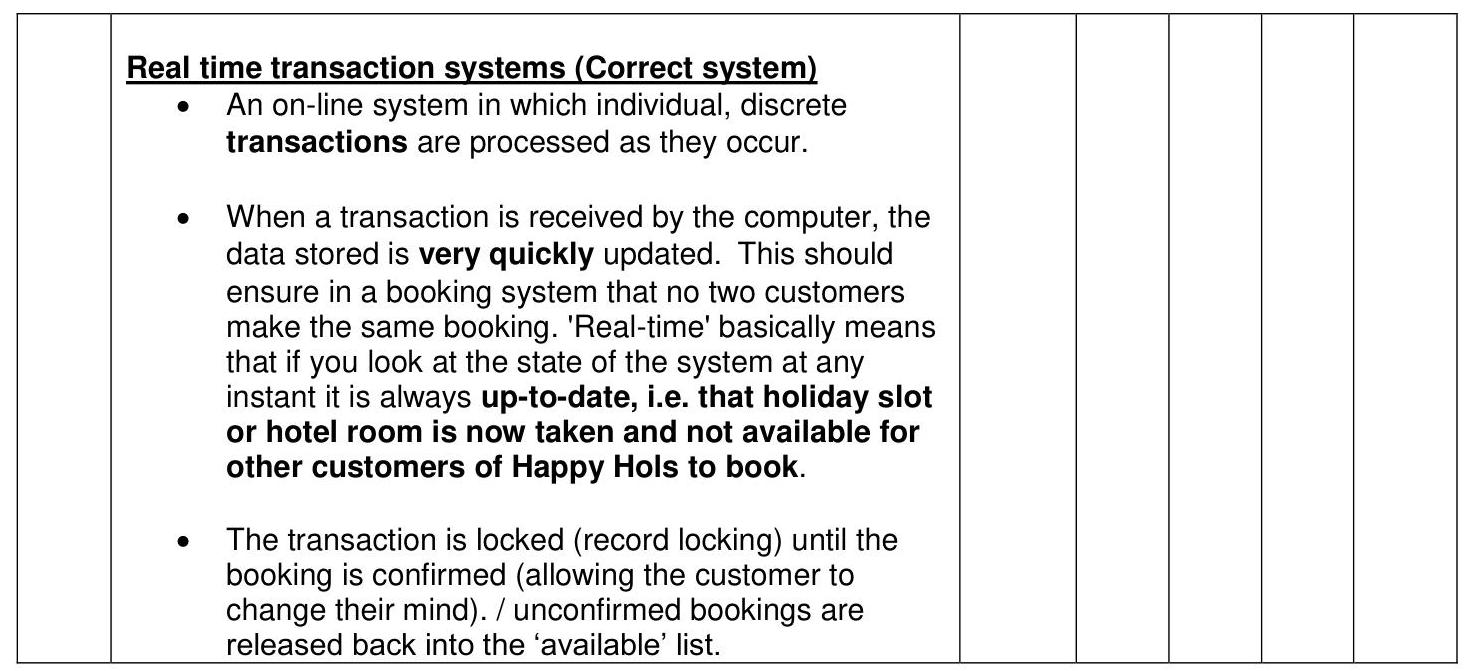 Real time transaction systems (Correct system)
• An on-line system in which individual, discrete
transactions are processed as they occur.
• When a transaction is received by the computer, the
data stored is very quickly updated.  This should
ensure in a booking system that no two customers
make the same booking. 'Real-time' basically means
that if you look at the state of the system at any
instant it is always up-to-date, i.e. that holiday slot
or hotel room is now taken and not available for
other customers of Happy Hols to book.
• The transaction is locked (record locking) until the
booking is confirmed (allowing the customer to
change their mind). / unconfirmed bookings are
released back into the ‘available’ list.